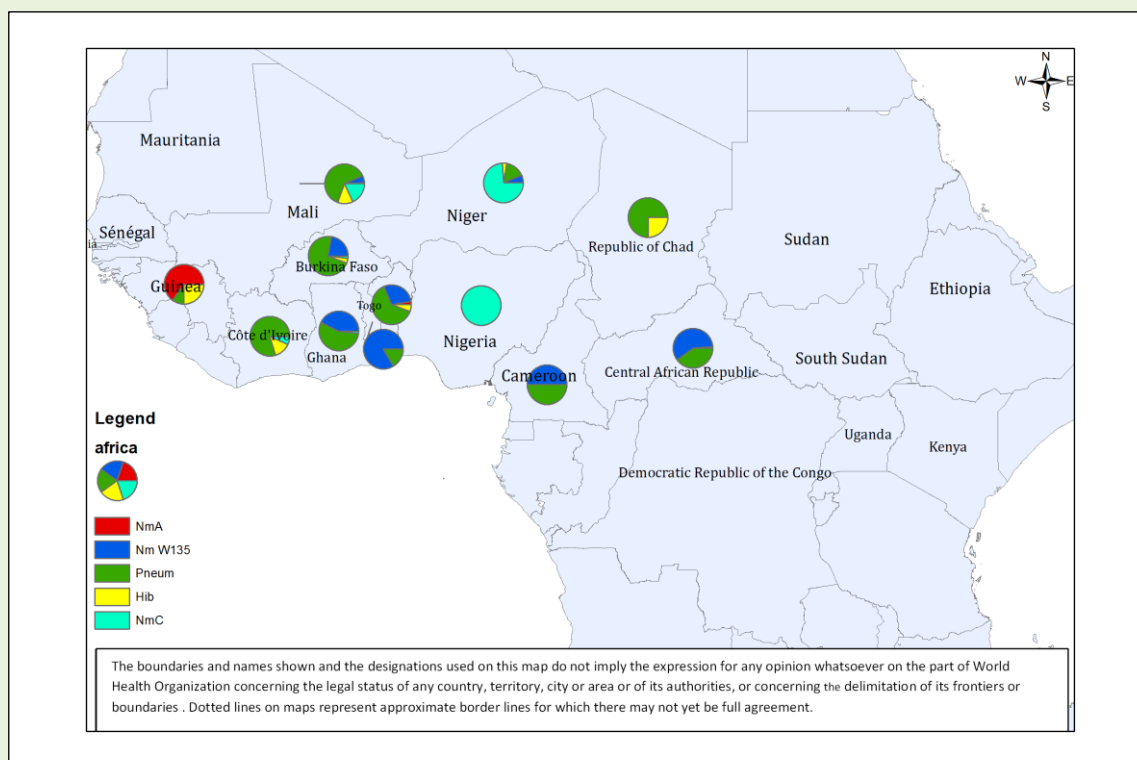 N
W E
S
Mauritania
Mali
Niger
Sénégal
ia
Republic of Chad
Sudan
Burkina Faso
Guinea
Ethiopia
Togo
Côte d'Ivoire
Ghana
Nigeria
South Sudan
Cameroon
Central African Republic
Uganda
Kenya
Democratic Republic of the Congo
Legend
africa
NmA
Nm W135
Pneum
Hib
NmC
The boundaries and names shown and the designations used on this map do not imply the expression for any opinion whatsoever on the part of World
Health Organization concerning the legal status of any country, territory, city or area or of its authorities, or concerning the delimitation of its frontiers or
boundaries . Dotted lines on maps represent approximate border lines for which there may not yet be full agreement.